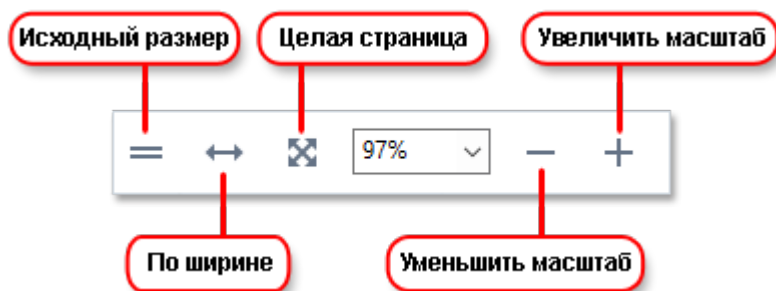 Исходный размер
Целая страница
Увеличить масштаб
97%
По ширине
Уменьшить масштаб